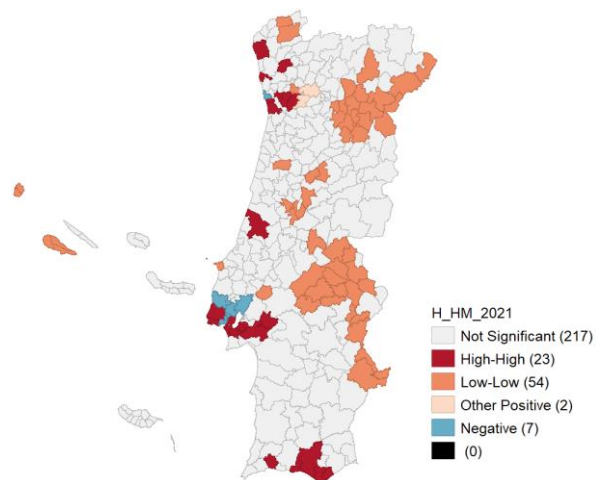 H_HM_2021
Not Significant (217)
High-High (23)
Low-Low (54)
Other Positive (2)
Negative (7)
(0)